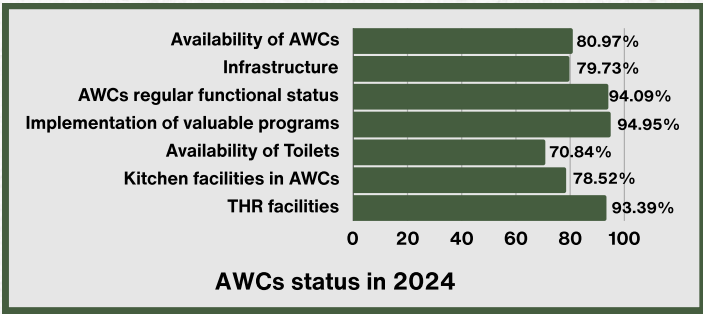 Availability of AWCs 80.97%
Infrastructure 79.73%
AWCs regular functional status 94.09%
Implementation of valuable programs 94.95%
Availability of Toilets 70.84%
Kitchen facilities in AWCs 78.52%
THR facilities 93.39%
0 20 40 60 80 100
AWCs status in 2024